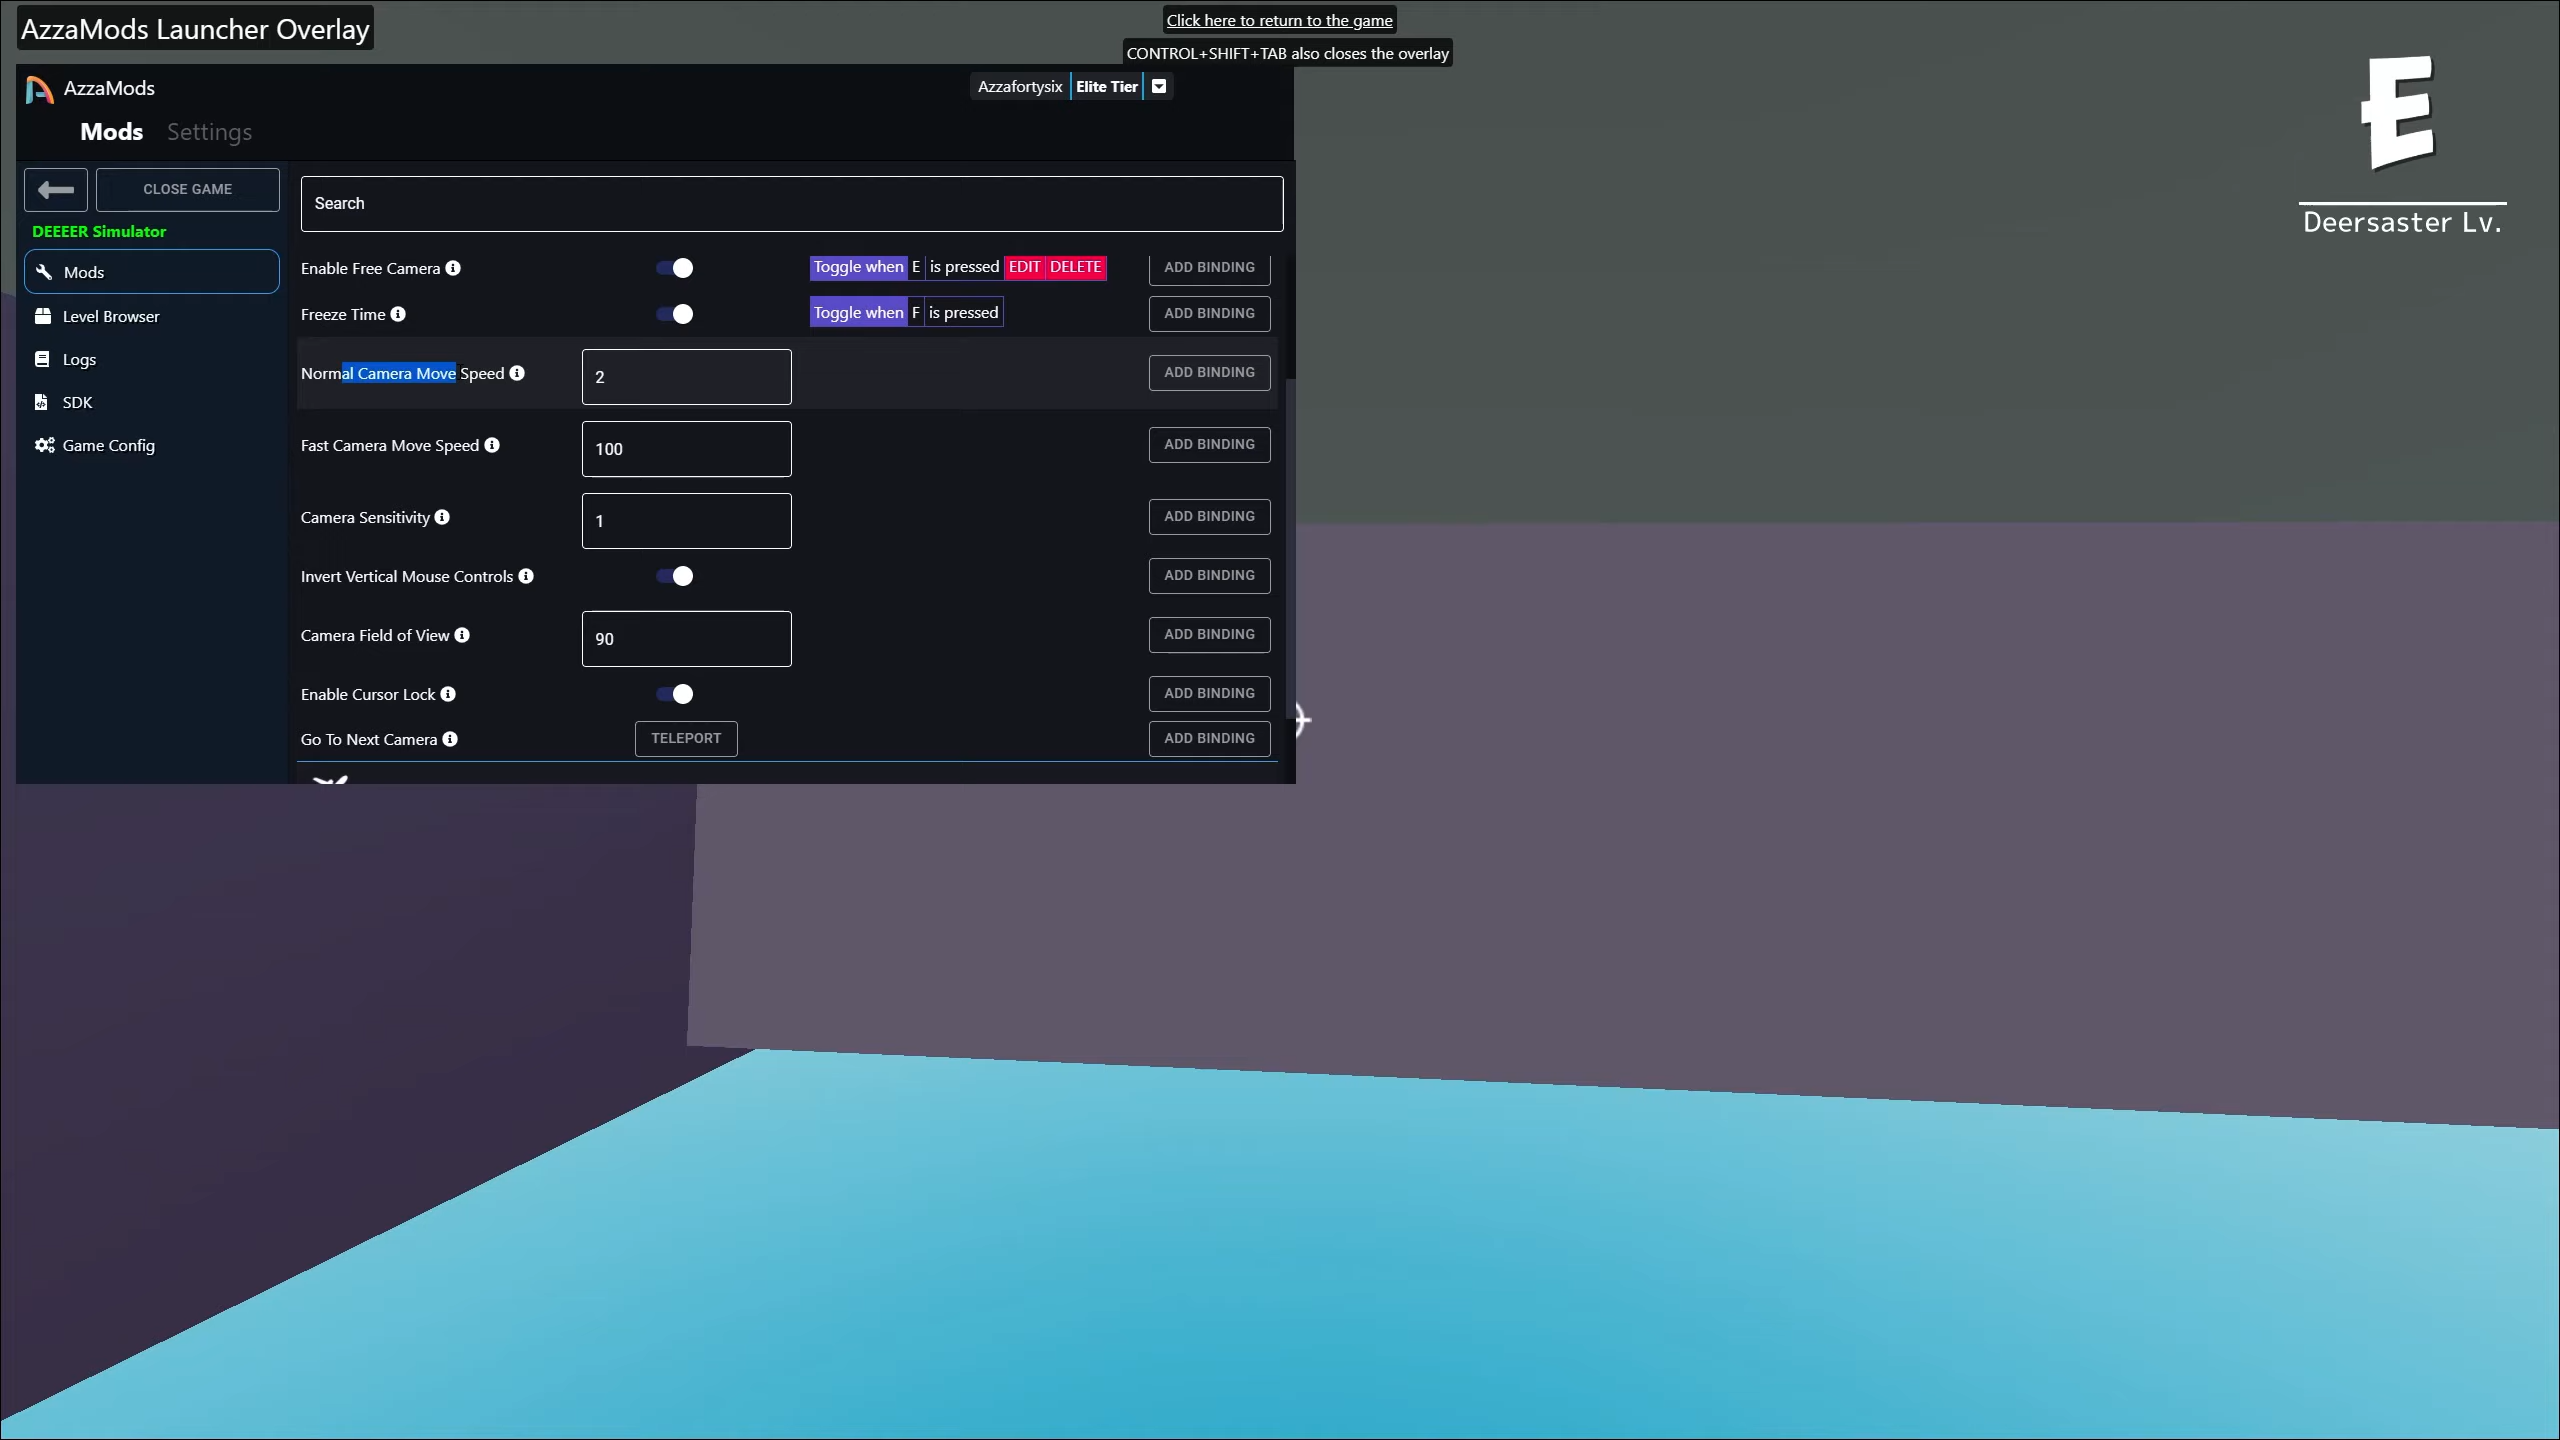 AzzaMods Launcher Overlay
Click here to return to the game
CONTROL+SHIFT+TAB also closes the overlay
AzzaMods
Azzafortysix Elite Tier
Mods Settings
CLOSE GAME
DEEEER Simulator
Mods
Level Browser
Logs
SDK
Game Config
Search
Enable Free Camera Toggle when E is pressed EDIT DELETE ADD BINDING
Freeze Time Toggle when F is pressed ADD BINDING
Normal Camera Move Speed 2 ADD BINDING
Fast Camera Move Speed 100 ADD BINDING
Camera Sensitivity 1 ADD BINDING
Invert Vertical Mouse Controls ADD BINDING
Camera Field of View 90 ADD BINDING
Enable Cursor Lock ADD BINDING
Go To Next Camera TELEPORT ADD BINDING
E
Deersaster Lv.